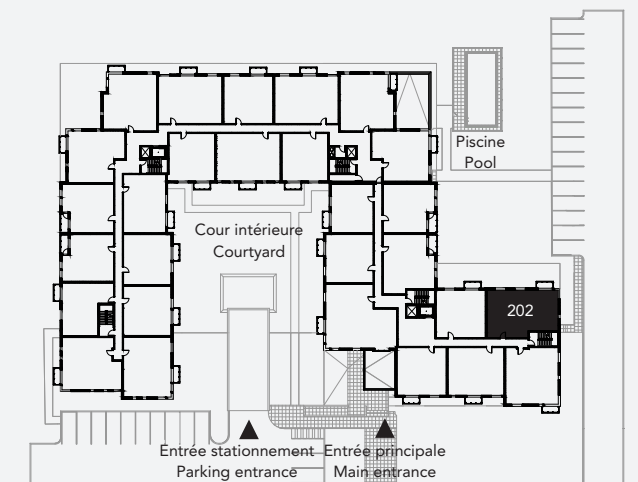 Piscine
Pool
Cour intérieure
Courtyard
202
Entrée stationnement
Parking entrance
Entrée principale
Main entrance